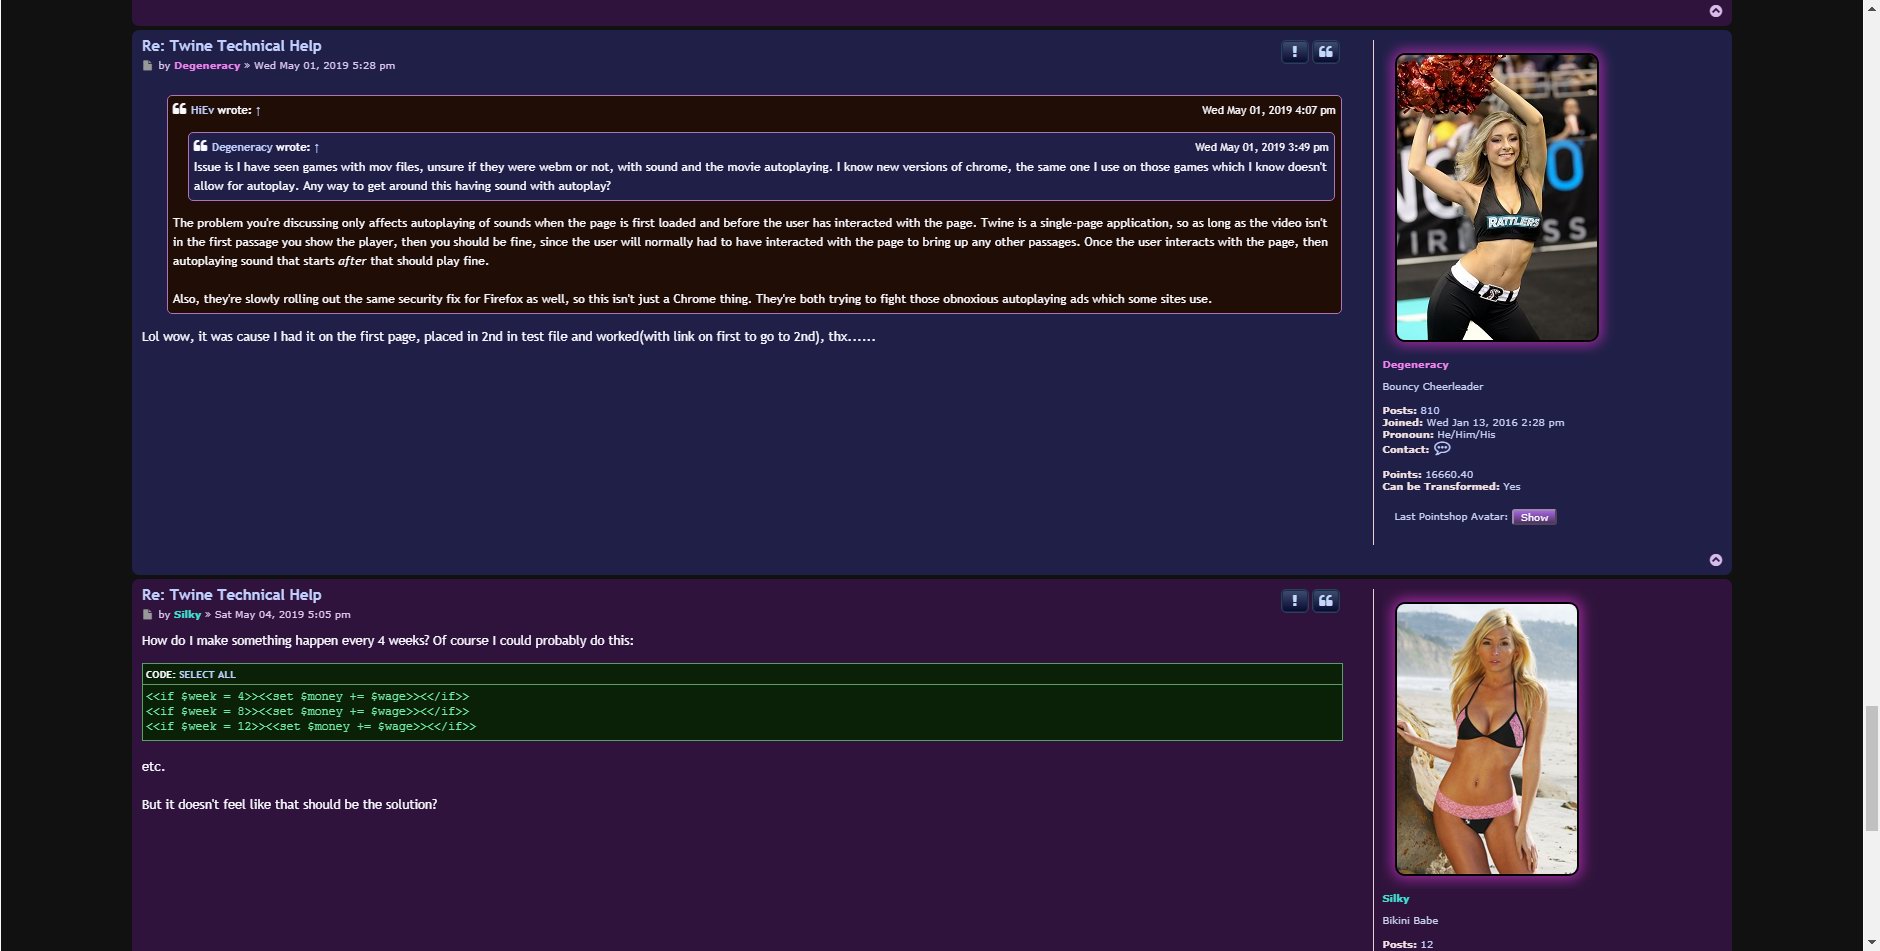 Re: Twine Technical Help
by Degeneracy » Wed May 01, 2019 5:28 pm
HiEv wrote: ↑
Wed May 01, 2019 4:07 pm
Degeneracy wrote: ↑
Wed May 01, 2019 3:49 pm
Issue is I have seen games with mov files, unsure if they were webm or not, with sound and the movie autoplaying. I know new versions of chrome, the same one I use on those games which I know doesn't
allow for autoplay. Any way to get around this having sound with autoplay?
The problem you're discussing only affects autoplaying of sounds when the page is first loaded and before the user has interacted with the page. Twine is a single-page application, so as long as the video isn't
in the first passage you show the player, then you should be fine, since the user will normally had to have interacted with the page to bring up any other passages. Once the user interacts with the page, then
autoplaying sound that starts after that should play fine.
Also, they're slowly rolling out the same security fix for Firefox as well, so this isn't just a Chrome thing. They're both trying to fight those obnoxious autoplaying ads which some sites use.
Lol wow, it was cause I had it on the first page, placed in 2nd in test file and worked(with link on first to go to 2nd), thx......
RATTLERS
Degeneracy
Bouncy Cheerleader
Posts: 810
Joined: Wed Jan 13, 2016 2:28 pm
Pronoun: He/Him/His
Contact:
Points: 16660.40
Can be Transformed: Yes
Last Pointshop Avatar: Show
Re: Twine Technical Help
by Silky » Sat May 04, 2019 5:05 pm
How do I make something happen every 4 weeks? Of course I could probably do this:
CODE: SELECT ALL
<<if $week = 4>><<set $money += $wage>><</if>>
<<if $week = 8>><<set $money += $wage>><</if>>
<<if $week = 12>><<set $money += $wage>><</if>>
etc.
But it doesn't feel like that should be the solution?
Silky
Bikini Babe
Posts: 12